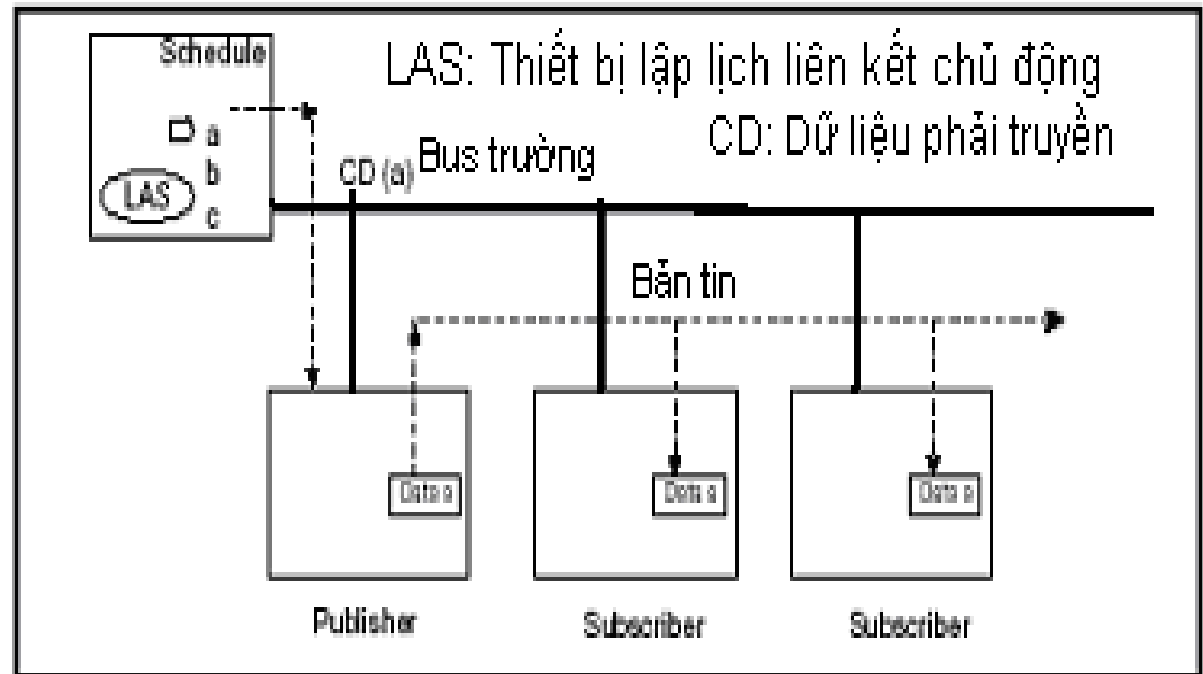 Schedule
LAS: Thiết bị lập lịch liên kết chủ động
CD: Dữ liệu phải truyền
a
b
c
LAS
CD (a)
Bus trường
Bản tin
Data a
Data a
Data a
Publisher
Subscriber
Subscriber